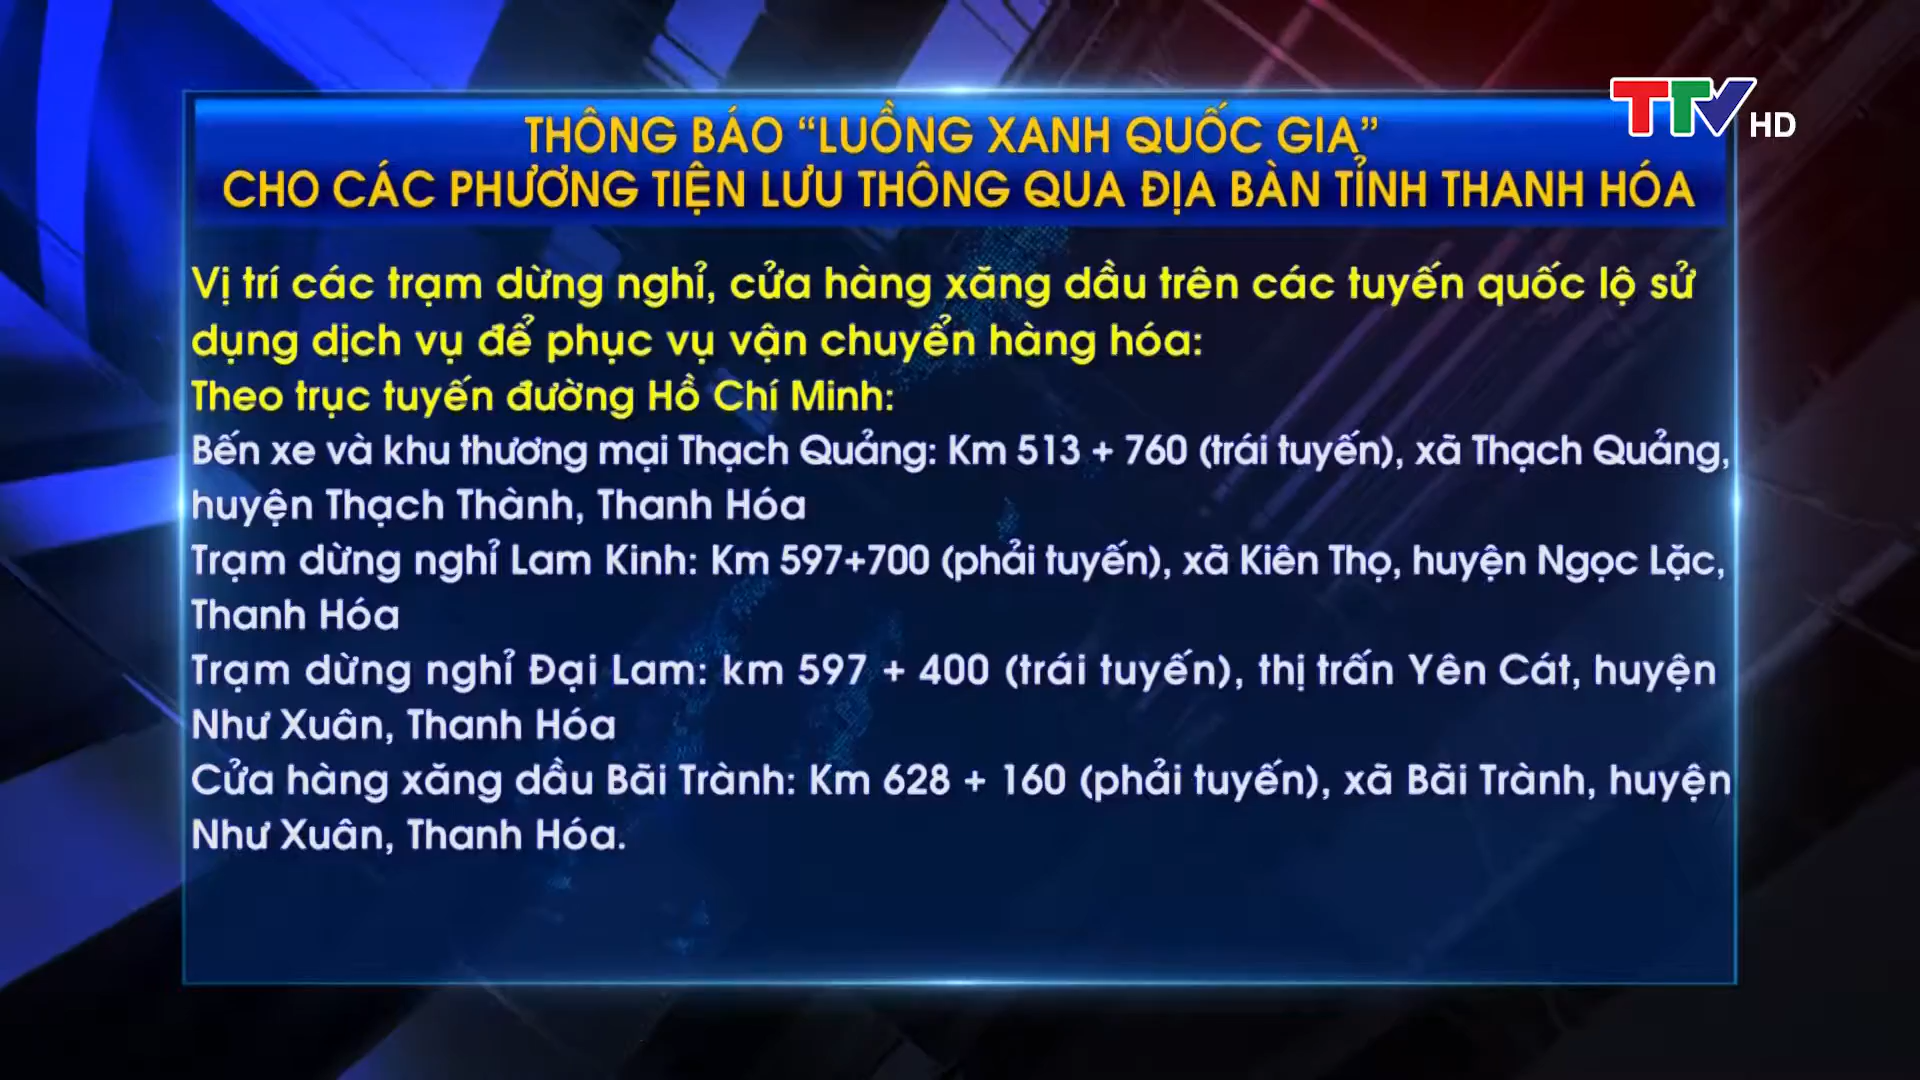 TTV HD
THÔNG BÁO “LUỒNG XANH QUỐC GIA”
CHO CÁC PHƯƠNG TIỆN LƯU THÔNG QUA ĐỊA BÀN TỈNH THANH HÓA
Vị trí các trạm dừng nghỉ, cửa hàng xăng dầu trên các tuyến quốc lộ sử
dụng dịch vụ để phục vụ vận chuyển hàng hóa:
Theo trục tuyến đường Hồ Chí Minh:
Bến xe và khu thương mại Thạch Quảng: Km 513 + 760 (trái tuyến), xã Thạch Quảng,
huyện Thạch Thành, Thanh Hóa
Trạm dừng nghỉ Lam Kinh: Km 597+700 (phải tuyến), xã Kiên Thọ, huyện Ngọc Lặc,
Thanh Hóa
Trạm dừng nghỉ Đại Lam: km 597 + 400 (trái tuyến), thị trấn Yên Cát, huyện
Như Xuân, Thanh Hóa
Cửa hàng xăng dầu Bãi Trành: Km 628 + 160 (phải tuyến), xã Bãi Trành, huyện
Như Xuân, Thanh Hóa.